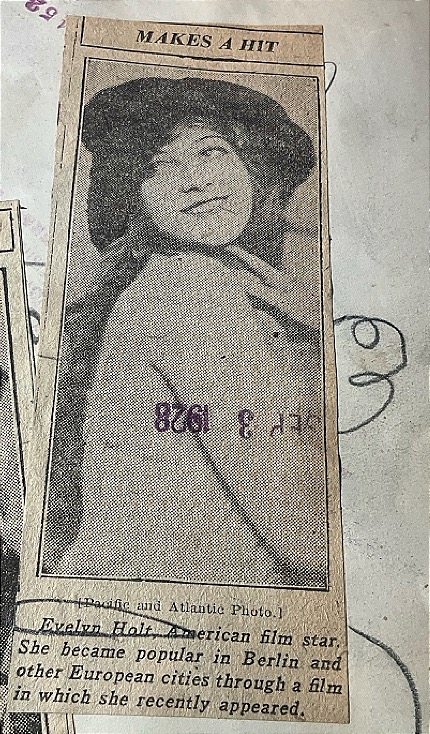 MAKES A HIT
SEP 3 1928
[Pacific and Atlantic Photo.]
Evelyn Holt, American film star.
She became popular in Berlin and
other European cities through a film
in which she recently appeared.